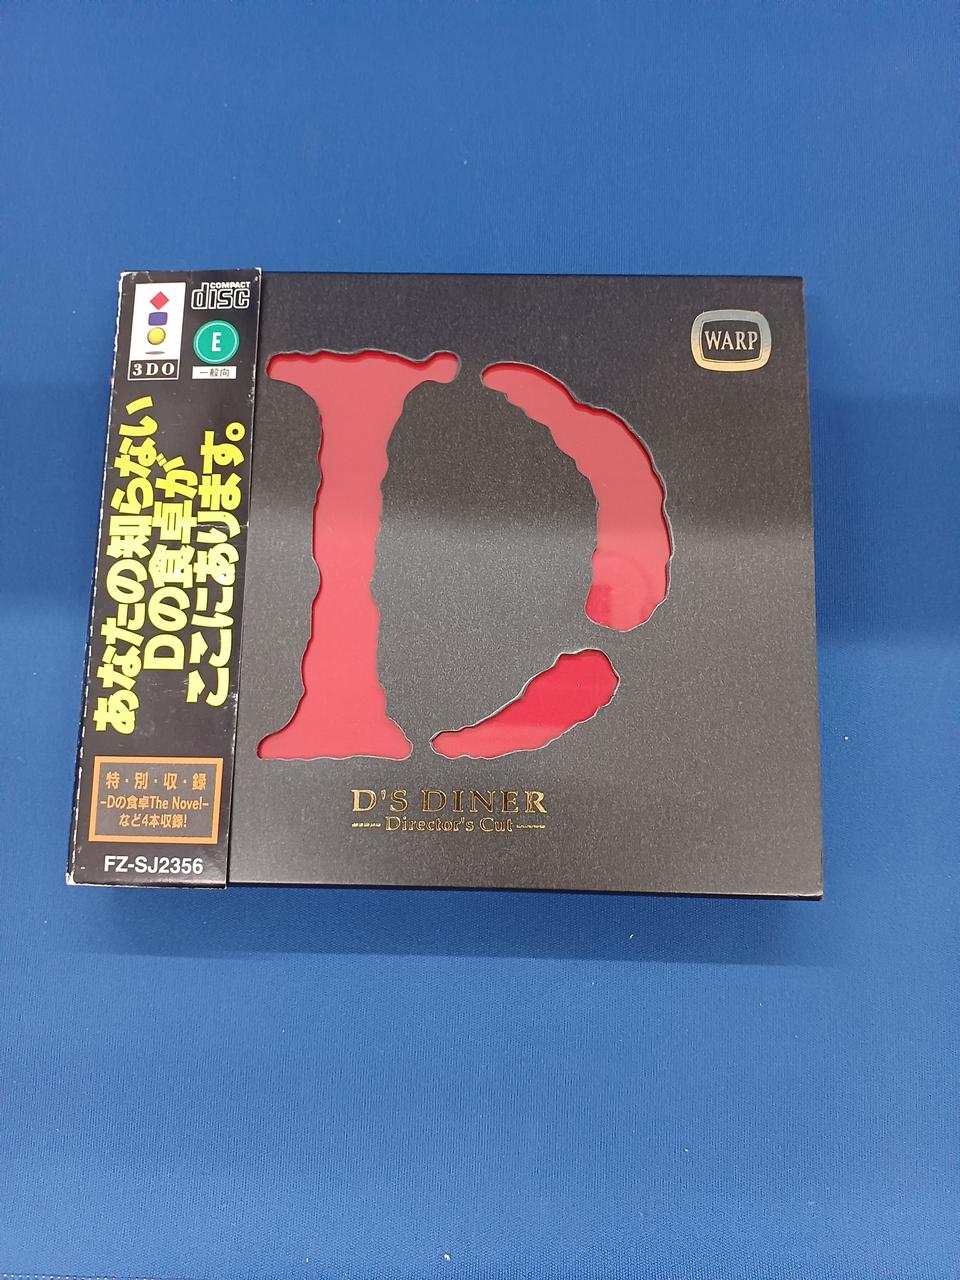 COMPACT
disc
3DO
E
一般向
あなたの知らない
Dの食卓が
ここにあります。
特・別・収・録
−Dの食卓The Novel−
など4本収録!
FZ-SJ2356
WARP
D
D'S DINER
Director's Cut